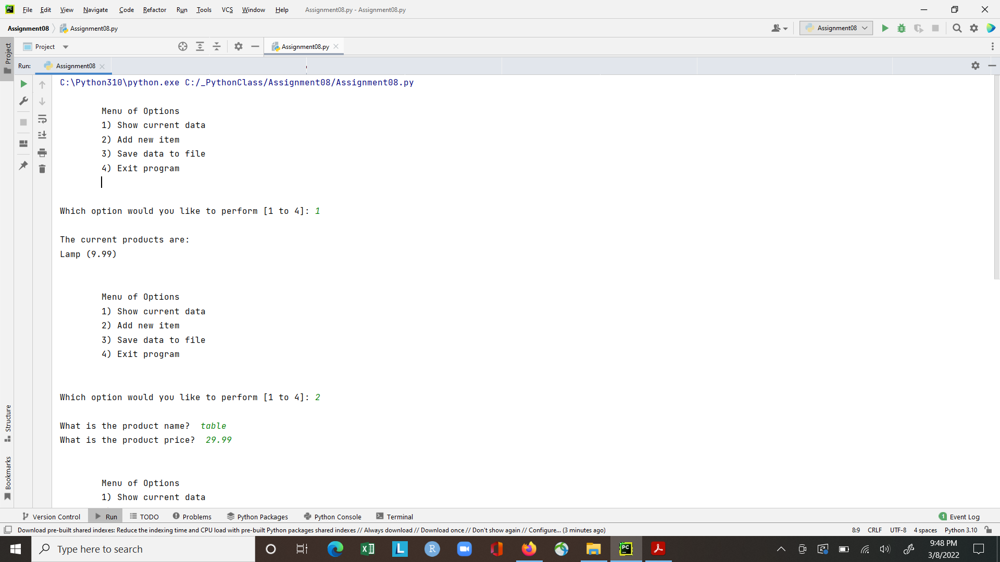 File Edit View Navigate Code Refactor Run Tools VCS Window Help Assignment08.py - Assignment08.py
Assignment08 Assignment08.py Assignment08
Project Assignment08.py
Project
Run: Assignment08
C:\Python310\python.exe C:/_PythonClass/Assignment08/Assignment08.py
Menu of Options
1) Show current data
2) Add new item
3) Save data to file
4) Exit program
Which option would you like to perform [1 to 4]: 1
The current products are:
Lamp (9.99)
Menu of Options
1) Show current data
2) Add new item
3) Save data to file
4) Exit program
Which option would you like to perform [1 to 4]: 2
What is the product name? table
What is the product price? 29.99
Menu of Options
1) Show current data
Structure
Bookmarks
Version Control Run TODO Problems Python Packages Python Console Terminal 1 Event Log
Download pre-built shared indexes: Reduce the indexing time and CPU load with pre-built Python packages shared indexes // Always download // Download once // Don't show again // Configure... (3 minutes ago) 8:9 CRLF UTF-8 4 spaces Python 3.10
Type here to search L R PC 9:48 PM
3/8/2022